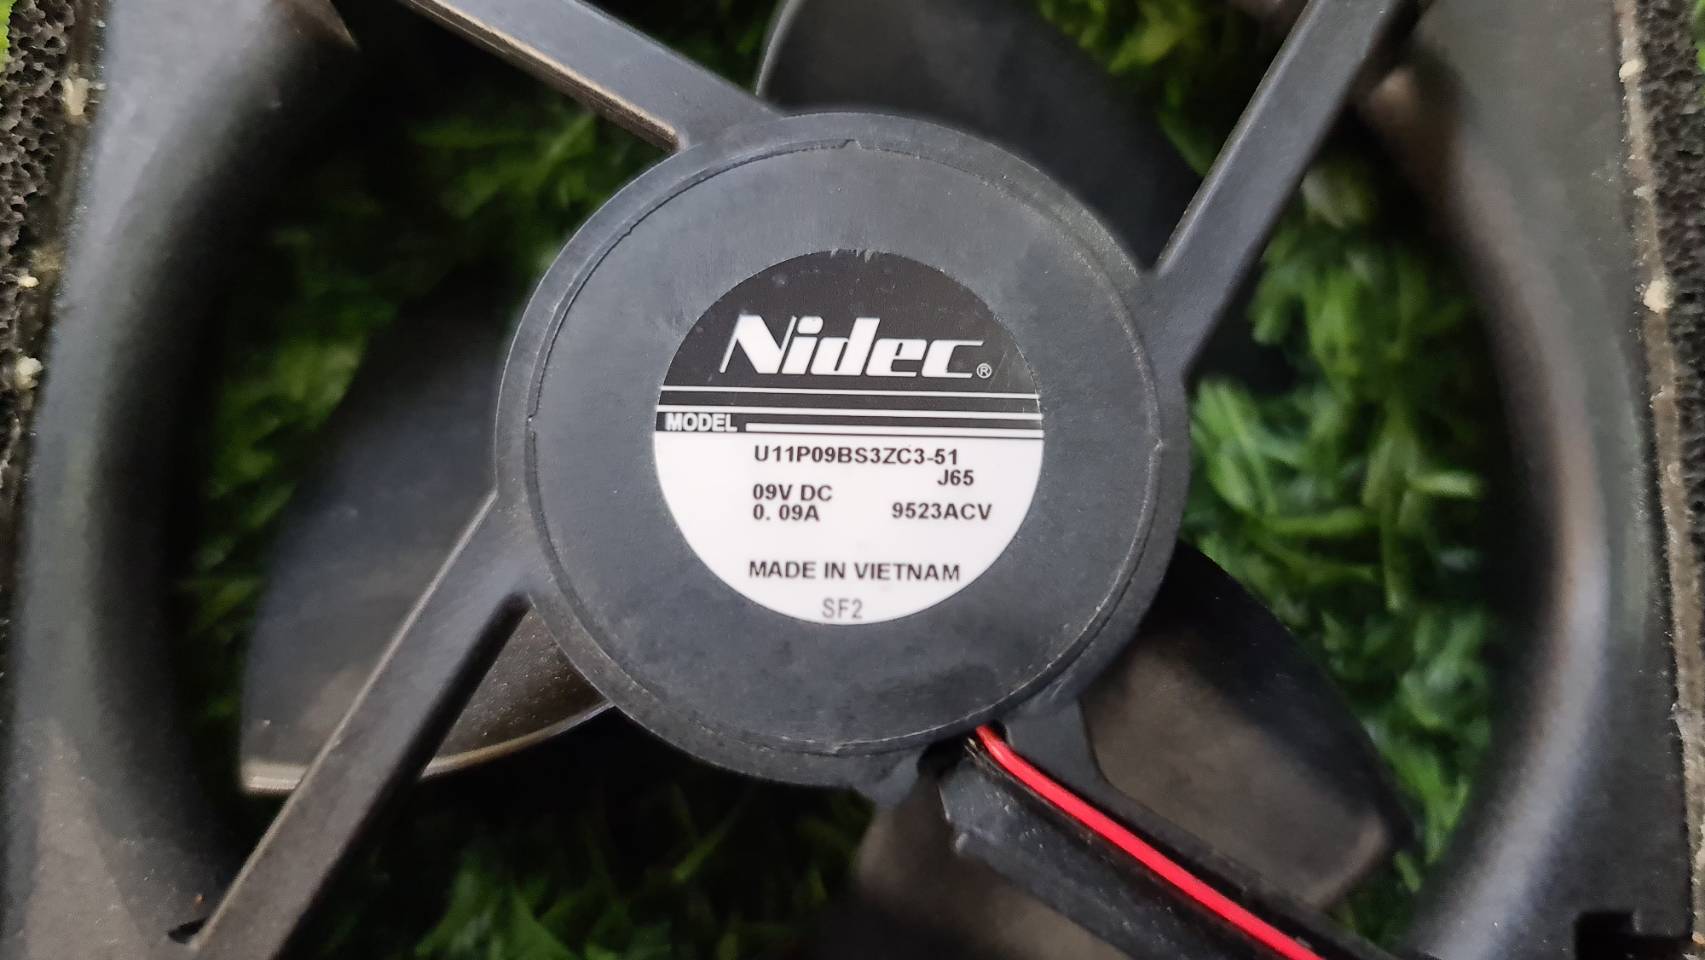 Nidec®
MODEL
U11P09BS3ZC3-51
J65
09V DC
0. 09A 9523ACV
MADE IN VIETNAM
SF2